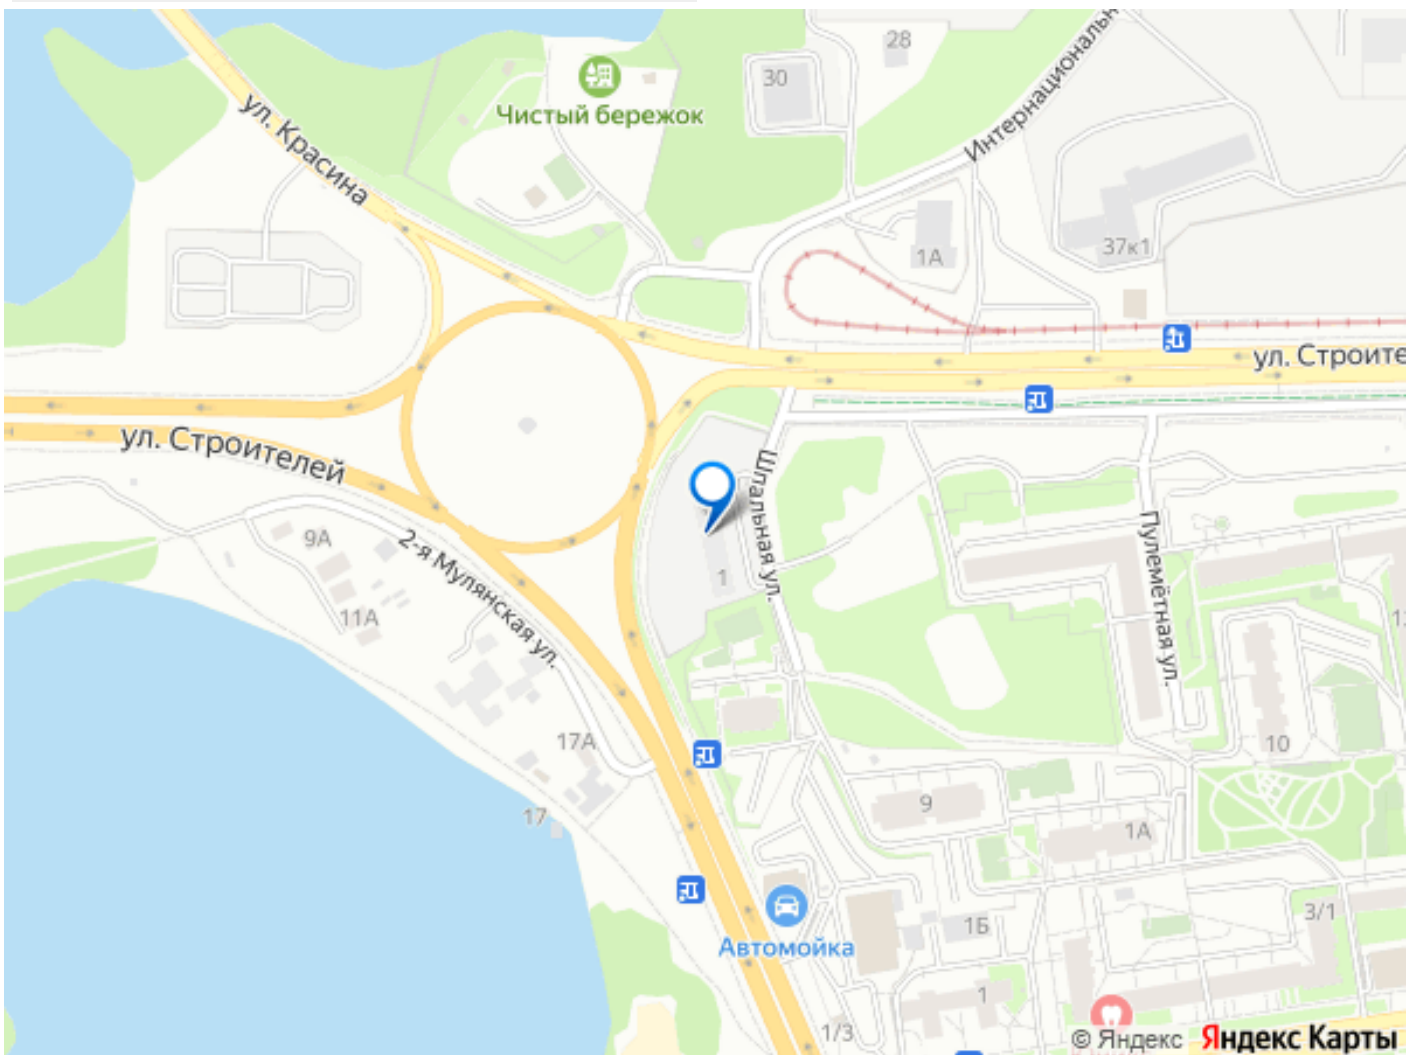 28
30
Чистый бережок
ул. Красина
Интернациональн
1А
37к1
ул. Строите
ул. Строителей
Шпальная ул.
1
Пулемётная ул.
9А
2-я Мулянская ул.
11А
17А
17
10
9
1А
3/1
1Б
Автомойка
1
1/3
© Яндекс Яндекс Карты